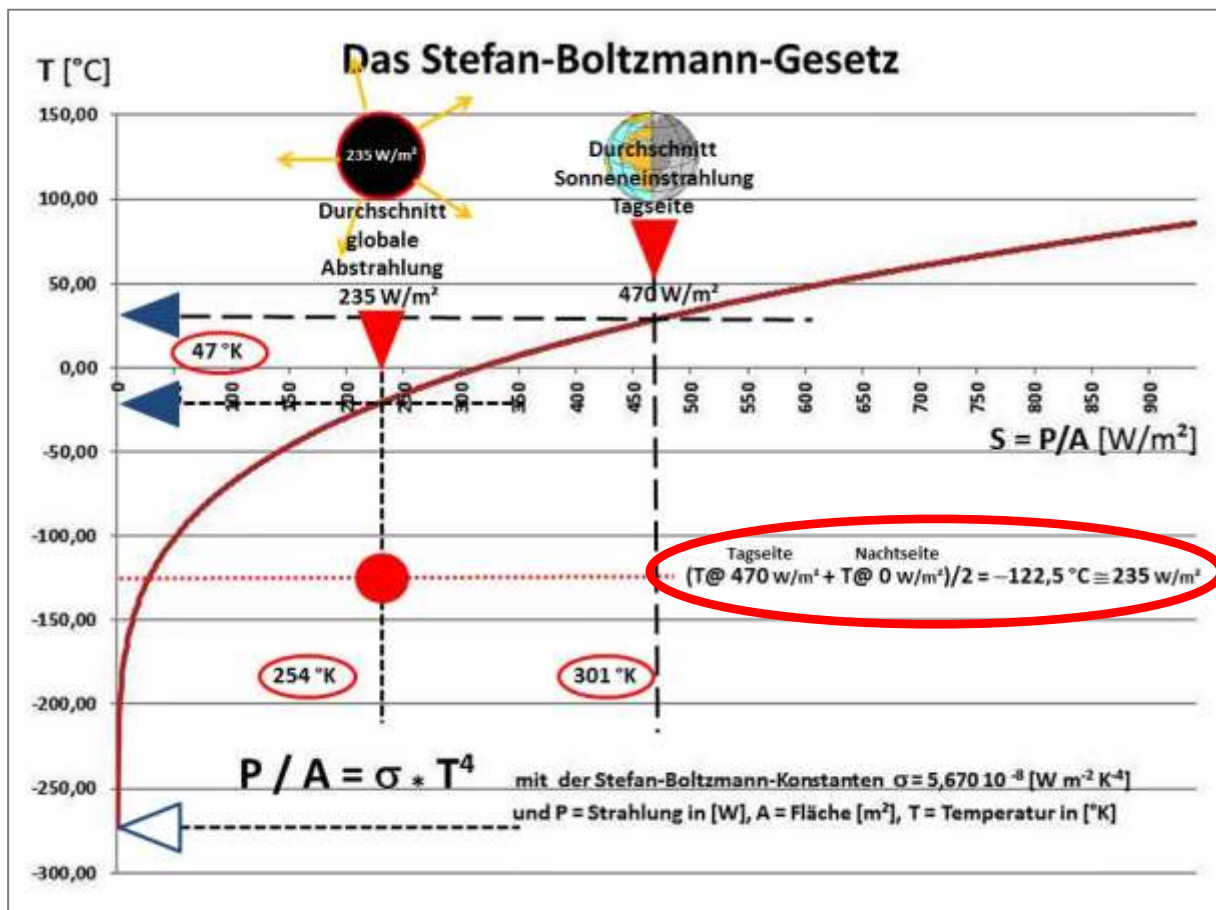 Das Stefan-Boltzmann-Gesetz
T [°C]
150,00
100,00
50,00
0,00
-50,00
-100,00
-150,00
-200,00
-250,00
-300,00
235 W/m²
Durchschnitt
globale
Abstrahlung
235 W/m²
Durchschnitt
Sonneneinstrahlung
Tagseite
470 W/m²
47 °K
0
100
200
250
300
350
400
450
500
550
600
650
700
750
800
850
900
S = P/A [W/m²]
Tagseite Nachtseite
(T@ 470 W/m² + T@ 0 W/m²)/2 = −122,5 °C ≅ 235 W/m²
254 °K
301 °K
P / A = σ * T⁴
mit der Stefan-Boltzmann-Konstanten σ = 5,670 10 ⁻⁸ [W m⁻² K⁻⁴]
und P = Strahlung in [W], A = Fläche [m²], T = Temperatur in [°K]